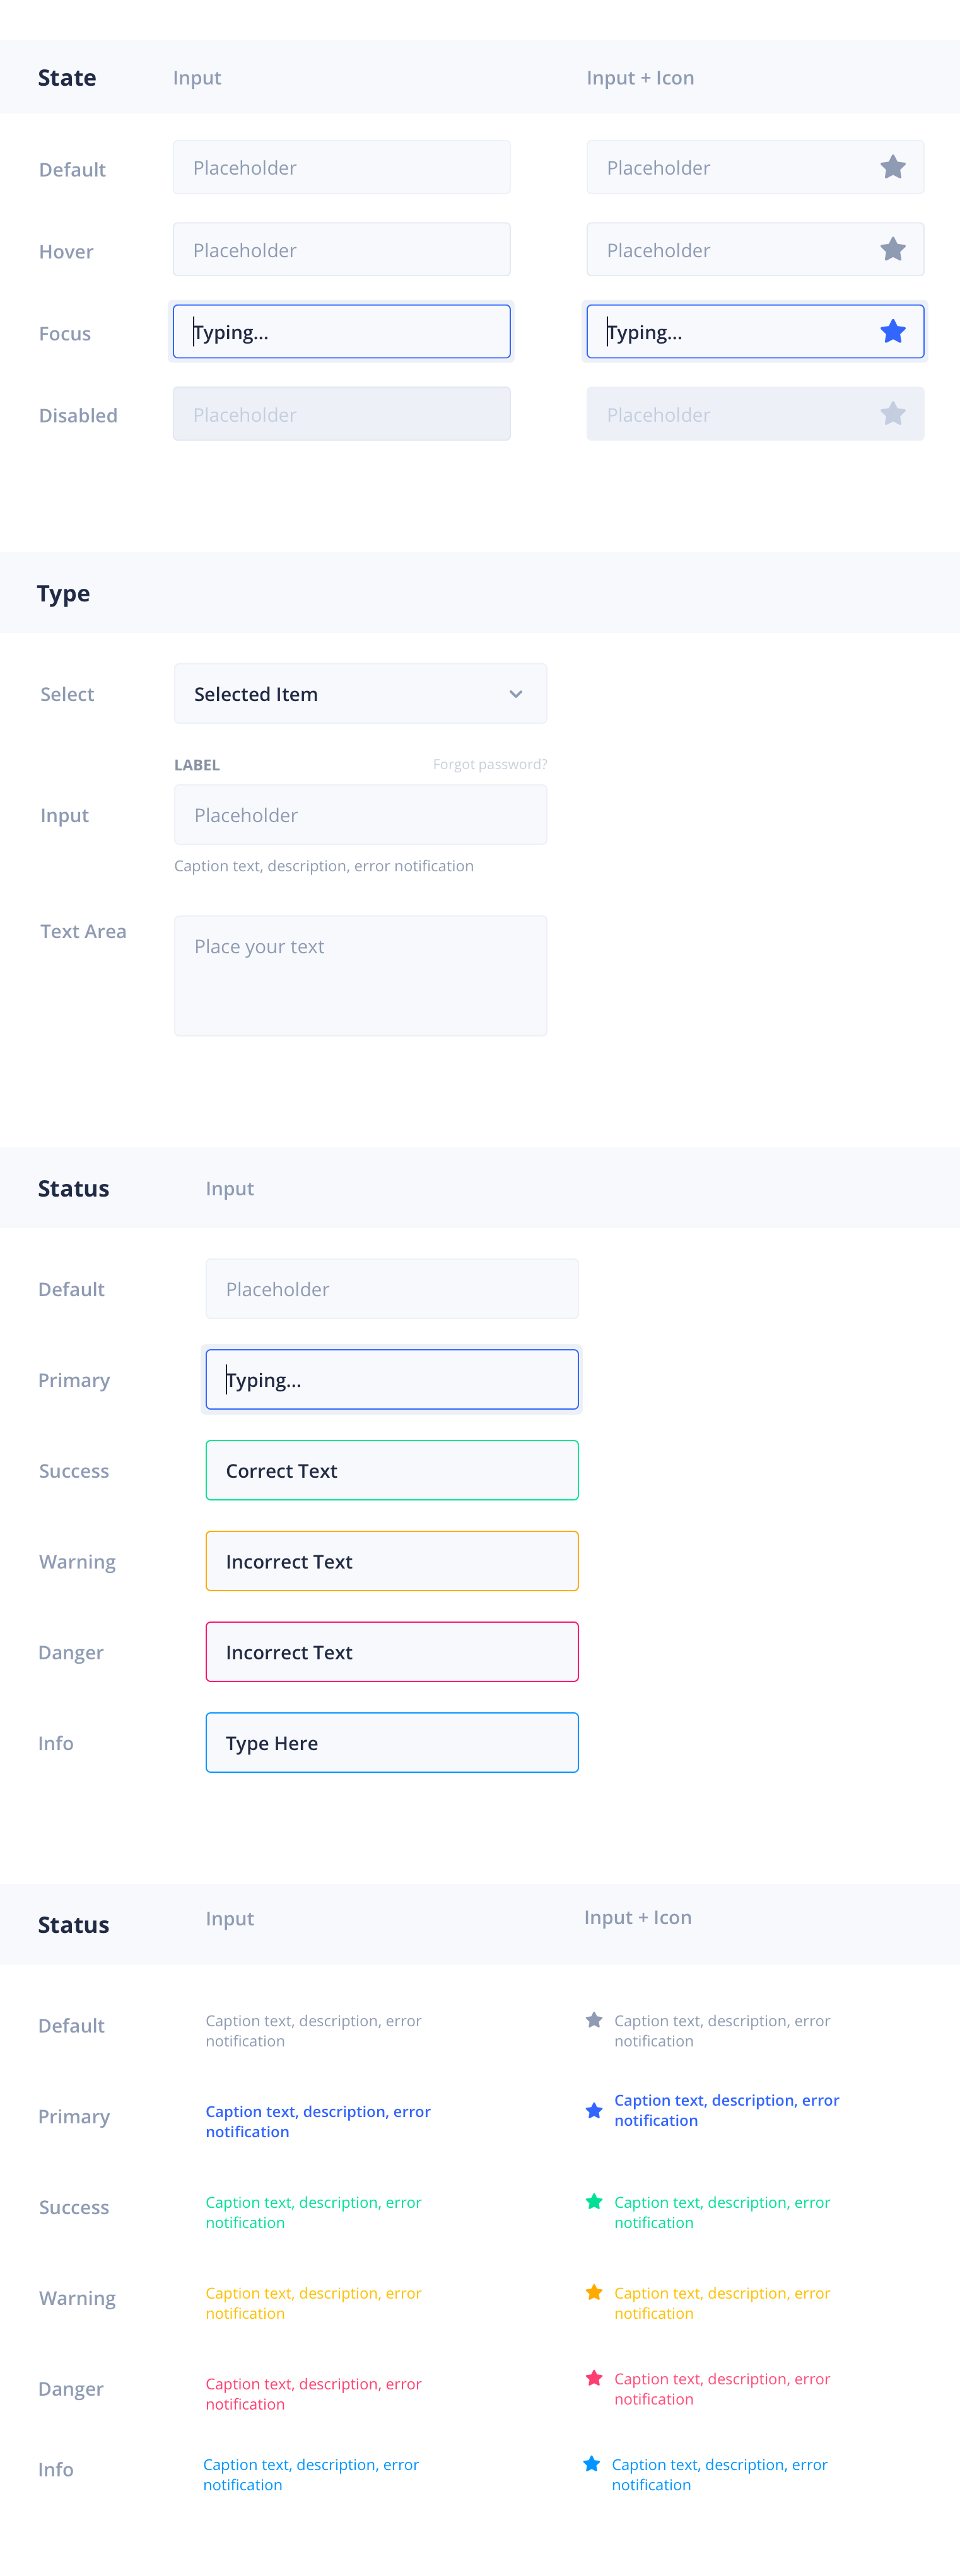 State Input Input + Icon
Default Placeholder Placeholder
Hover Placeholder Placeholder
Focus Typing... Typing...
Disabled Placeholder Placeholder
Type
Select Selected Item
LABEL Forgot password?
Input Placeholder
Caption text, description, error notification
Text Area Place your text
Status Input
Default Placeholder
Primary Typing...
Success Correct Text
Warning Incorrect Text
Danger Incorrect Text
Info Type Here
Status Input Input + Icon
Default
Caption text, description, error
notification
Caption text, description, error
notification
Primary
Caption text, description, error
notification
Caption text, description, error
notification
Success
Caption text, description, error
notification
Caption text, description, error
notification
Warning
Caption text, description, error
notification
Caption text, description, error
notification
Danger
Caption text, description, error
notification
Caption text, description, error
notification
Info
Caption text, description, error
notification
Caption text, description, error
notification